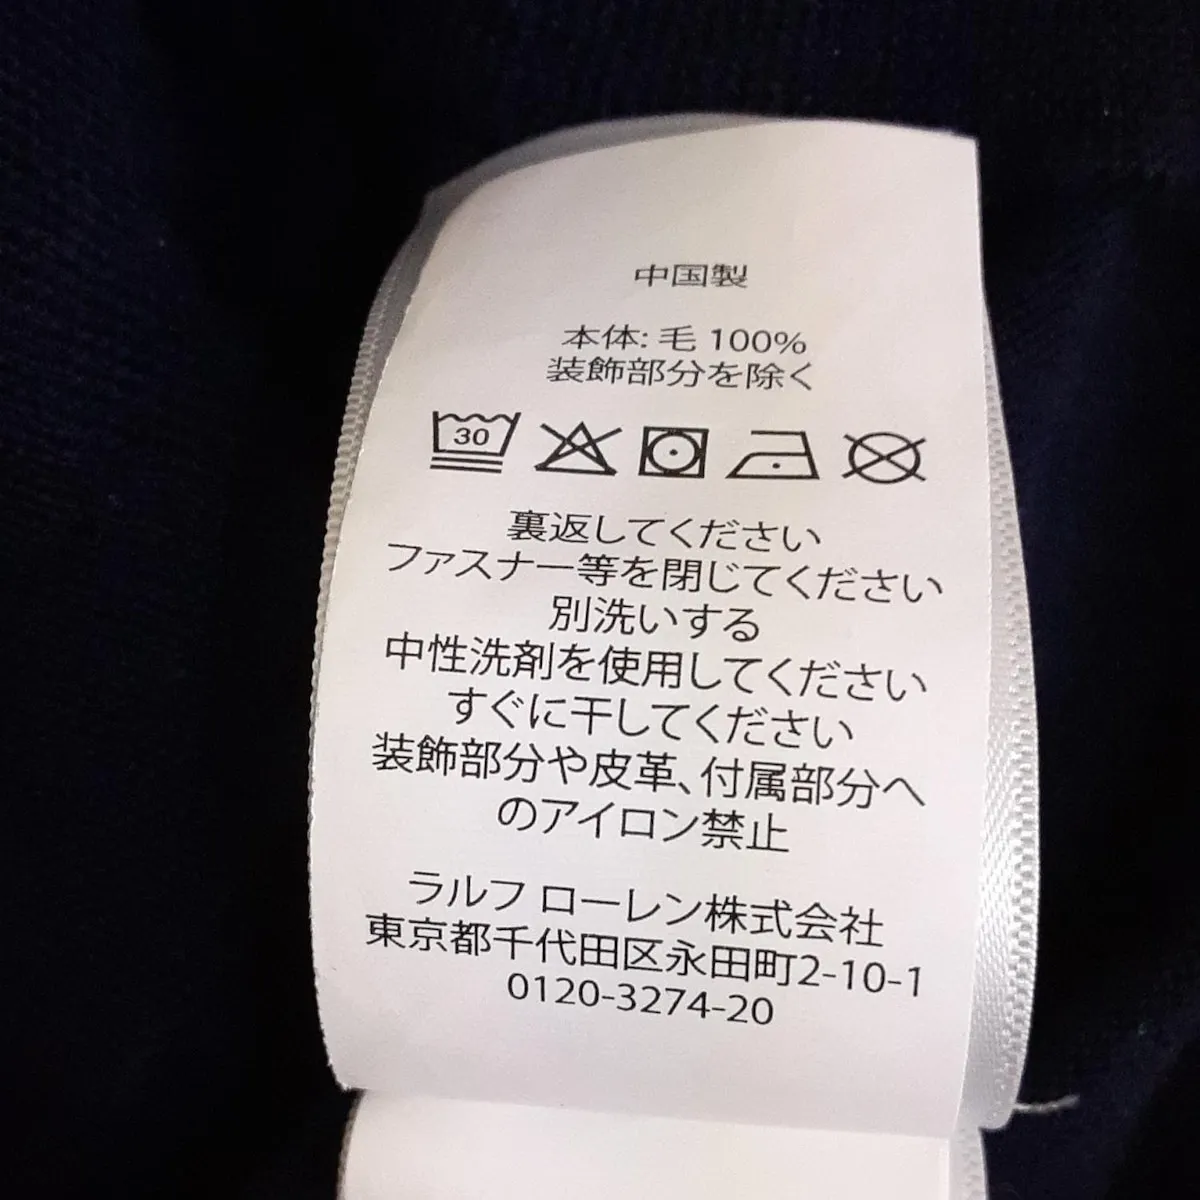 中国製
本体: 毛 100%
装飾部分を除く
30
裏返してください
ファスナー等を閉じてください
別洗いする
中性洗剤を使用してください
すぐに干してください
装飾部分や皮革、付属部分へ
のアイロン禁止
ラルフ ローレン株式会社
東京都千代田区永田町2-10-1
0120-3274-20